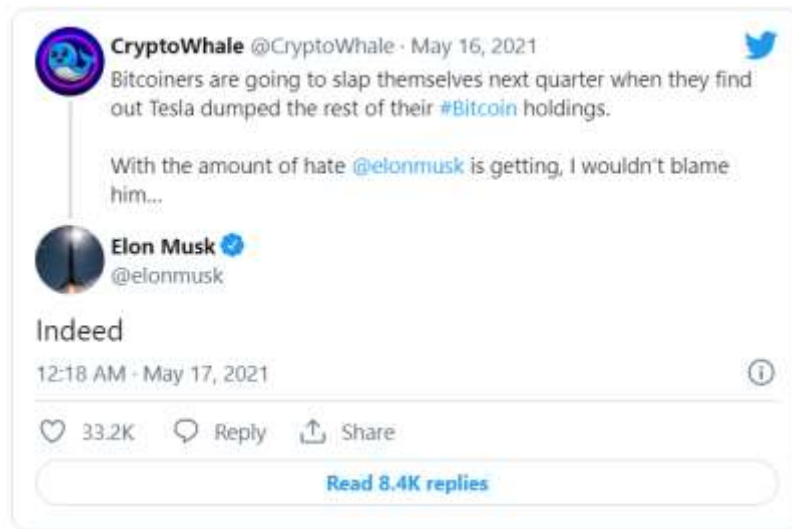 CryptoWhale @CryptoWhale · May 16, 2021
Bitcoiners are going to slap themselves next quarter when they find
out Tesla dumped the rest of their #Bitcoin holdings.
With the amount of hate @elonmusk is getting, I wouldn't blame
him...
Elon Musk
@elonmusk
Indeed
12:18 AM · May 17, 2021
33.2K Reply Share
Read 8.4K replies